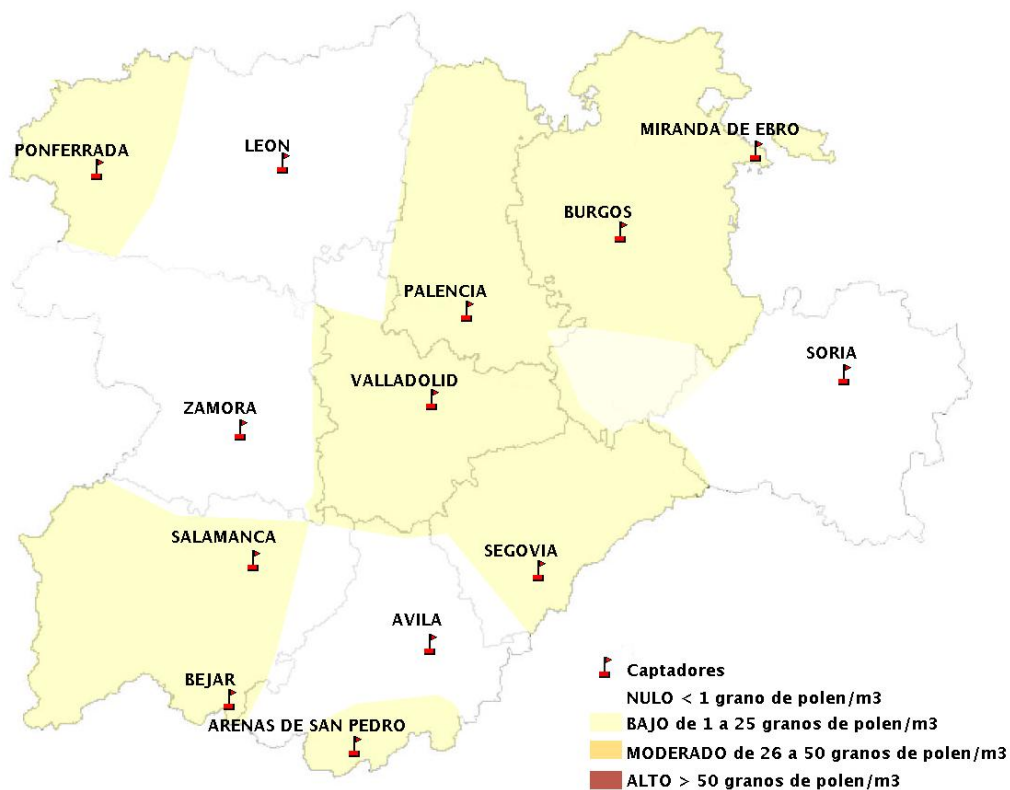 MIRANDA DE EBRO
PONFERRADA
LEON
BURGOS
PALENCIA
SORIA
VALLADOLID
ZAMORA
SALAMANCA
SEGOVIA
AVILA
BEJAR
ARENAS DE SAN PEDRO
Captadores
NULO < 1 grano de polen/m3
BAJO de 1 a 25 granos de polen/m3
MODERADO de 26 a 50 granos de polen/m3
ALTO > 50 granos de polen/m3